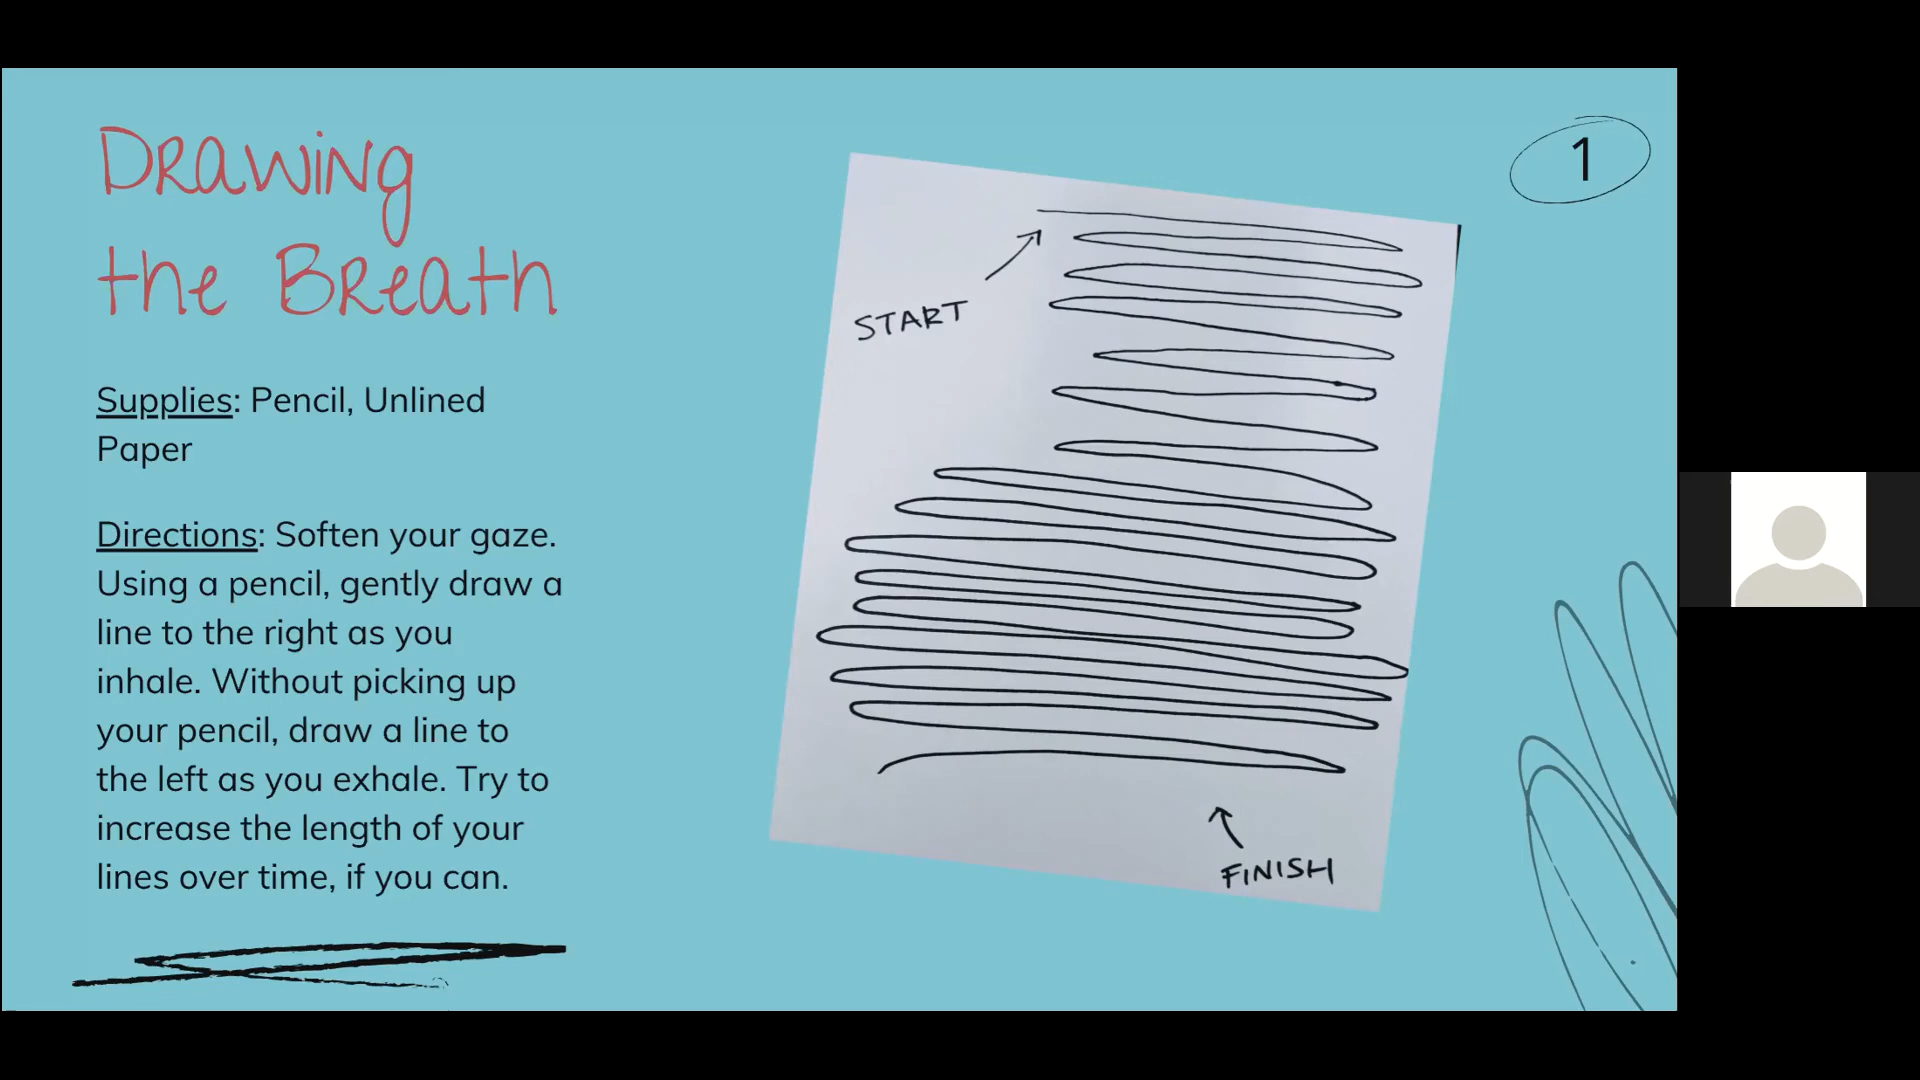 Drawing
the Breath
1
Supplies: Pencil, Unlined
Paper
Directions: Soften your gaze.
Using a pencil, gently draw a
line to the right as you
inhale. Without picking up
your pencil, draw a line to
the left as you exhale. Try to
increase the length of your
lines over time, if you can.
START
FINISH